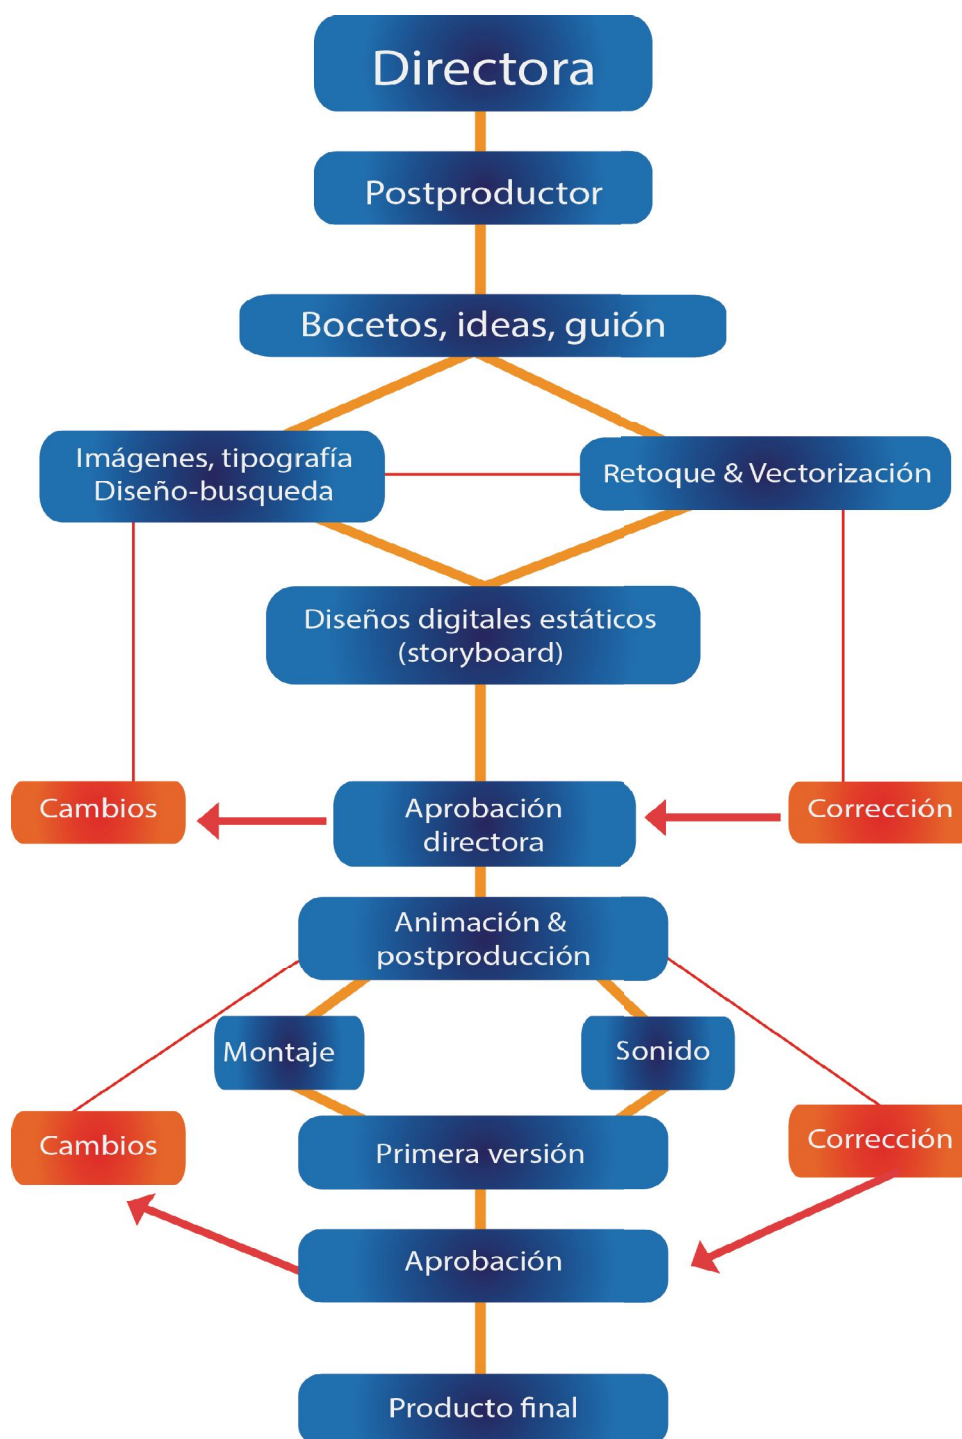 Directora
Postproductor
Bocetos, ideas, guión
Imágenes, tipografía
Diseño-busqueda
Retoque & Vectorización
Diseños digitales estáticos
(storyboard)
Cambios
Aprobación
directora
Corrección
Animación &
postproducción
Montaje
Sonido
Cambios
Primera versión
Corrección
Aprobación
Producto final